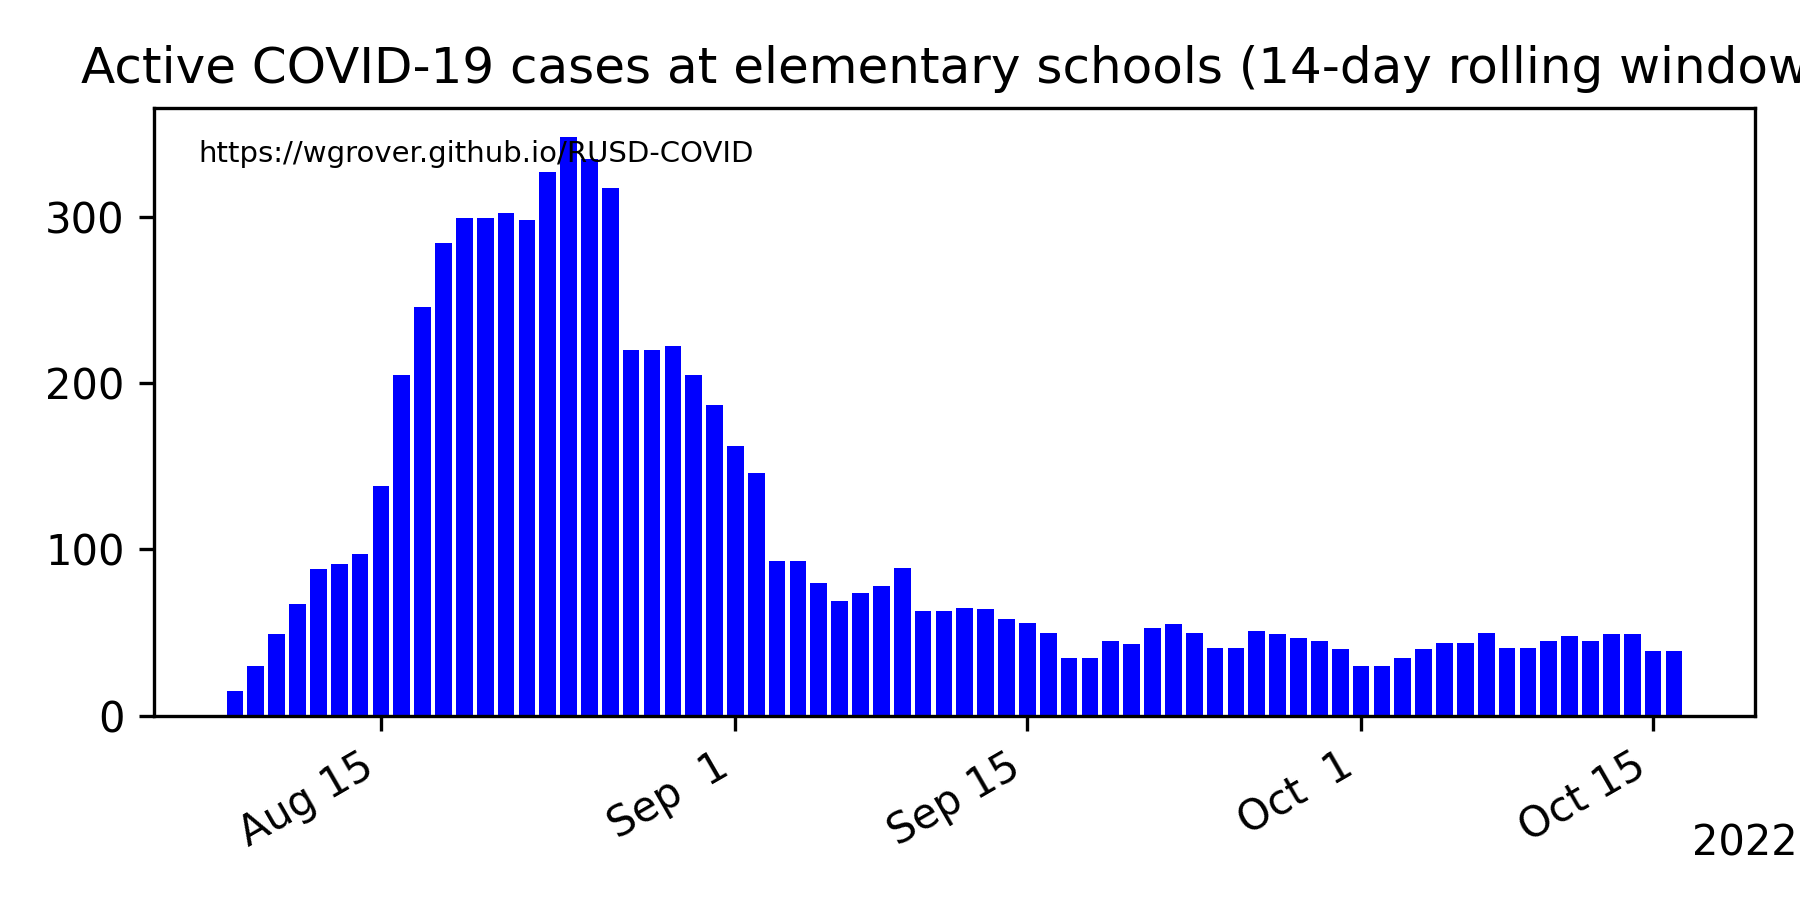 Active COVID-19 cases at elementary schools (14-day rolling window
https://wgrover.github.io/RUSD-COVID
300
200
100
0
Aug 15
Sep 1
Sep 15
Oct 1
Oct 15
2022